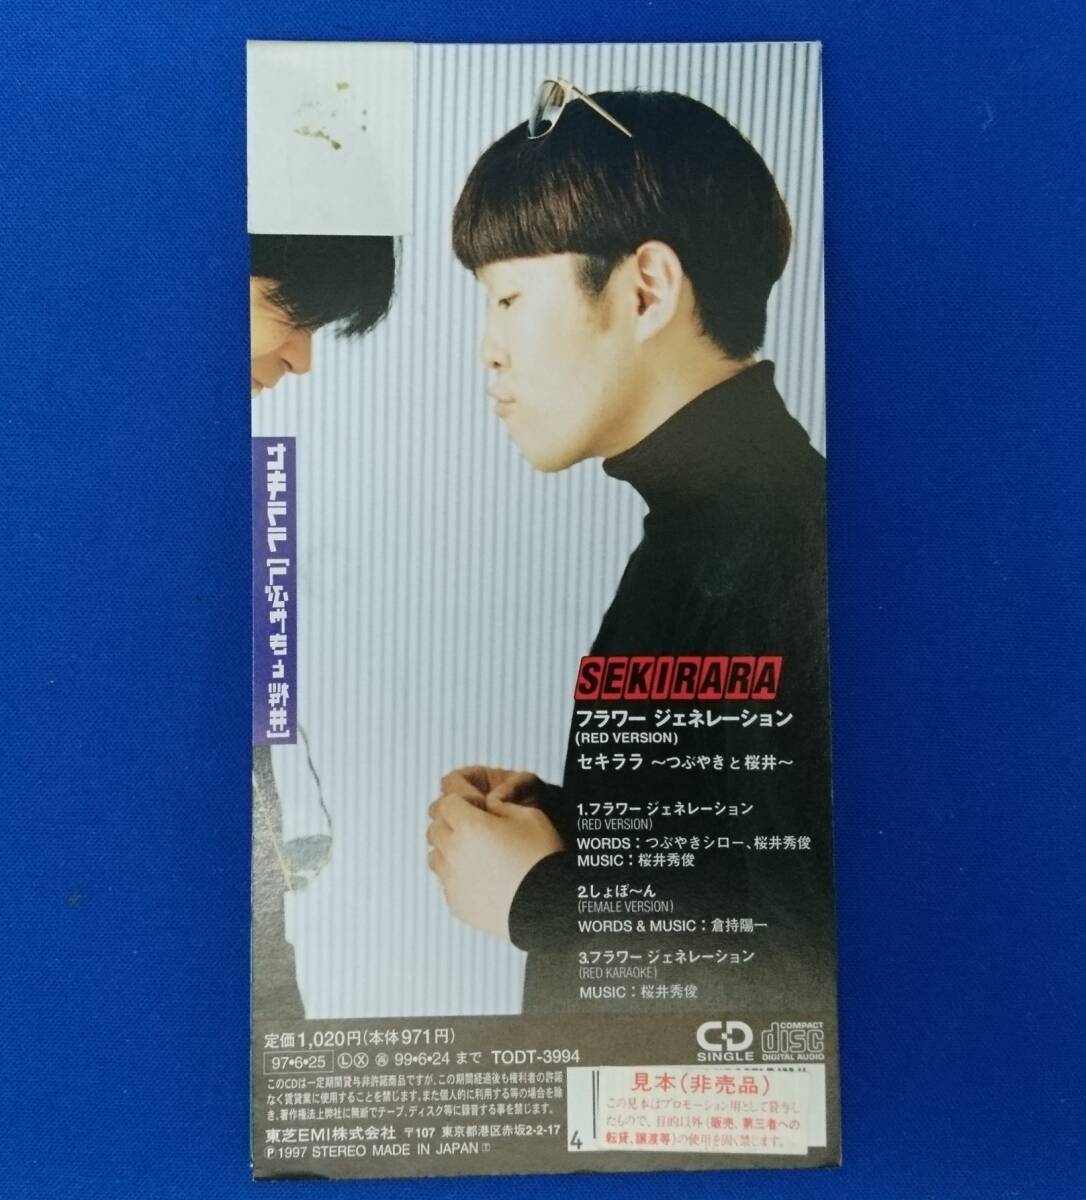 セキララ[つぶやきと桜井]
SEKIRARA
フラワー ジェネレーション
(RED VERSION)
セキララ 〜つぶやきと桜井〜
1.フラワー ジェネレーション
(RED VERSION)
WORDS：つぶやきシロー、桜井秀俊
MUSIC：桜井秀俊
2.しょぼ〜ん
(FEMALE VERSION)
WORDS & MUSIC：倉持陽一
3.フラワー ジェネレーション
(RED KARAOKE)
MUSIC：桜井秀俊
定価1,020円(本体971円)
97•6•25 Ⓛ Ⓧ 99•6•24 まで TODT-3994
CD SINGLE
COMPACT disc DIGITAL AUDIO
このCDは一定期間貸与非許諾商品ですが、この期間経過後も権利者の許諾
なく賃貸業に使用することを禁じます。また個人的に利用する等の場合を除
き、著作権法上弊社に無断でテープ、ディスク等に録音する事を禁じます。
東芝EMI株式会社 〒107 東京都港区赤坂2-2-17
Ⓟ1997 STEREO MADE IN JAPAN
4
見本(非売品)
この見本はプロモーション用として貸与し
たもので、目的以外(販売、第三者への
転貸、譲渡等)の使用を固く禁じます。